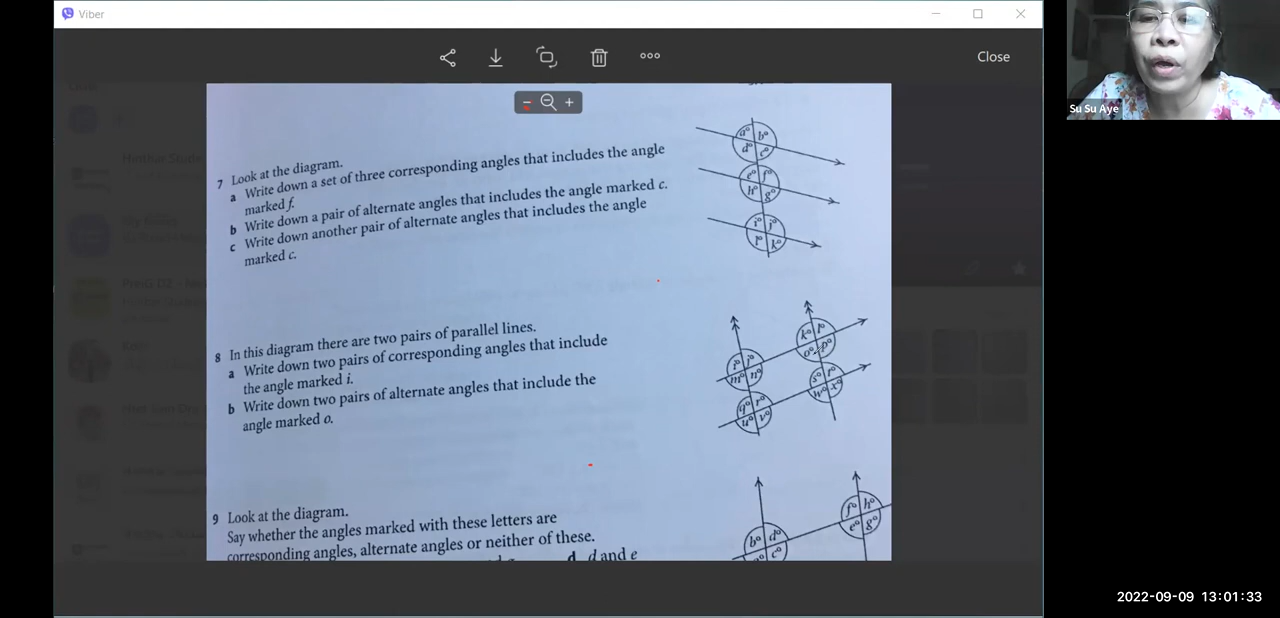 Viber
Close
Su Su Aye
7 Look at the diagram.
a Write down a set of three corresponding angles that includes the angle
marked f.
b Write down a pair of alternate angles that includes the angle marked c.
c Write down another pair of alternate angles that includes the angle
marked c.
a° b°
d° c°
e° f°
h° g°
i° j°
l° k°
8 In this diagram there are two pairs of parallel lines.
a Write down two pairs of corresponding angles that include
the angle marked i.
b Write down two pairs of alternate angles that include the
angle marked o.
k° l°
o° p°
i° j°
m° n°
s° t°
w° x°
q° r°
u° v°
9 Look at the diagram.
Say whether the angles marked with these letters are
corresponding angles, alternate angles or neither of these.
d d and e
f° h°
e° g°
b° d°
c°
2022-09-09 13:01:33